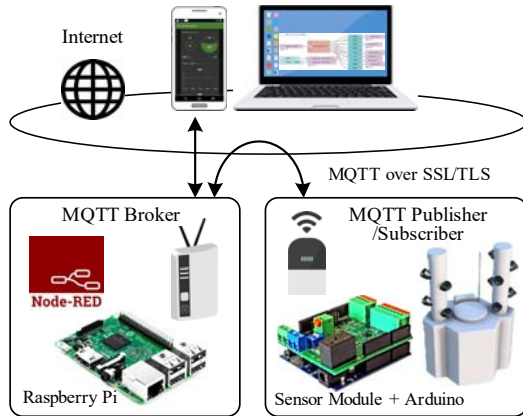 Internet
MQTT over SSL/TLS
MQTT Broker
Node-RED
Raspberry Pi
MQTT Publisher
/Subscriber
Sensor Module + Arduino